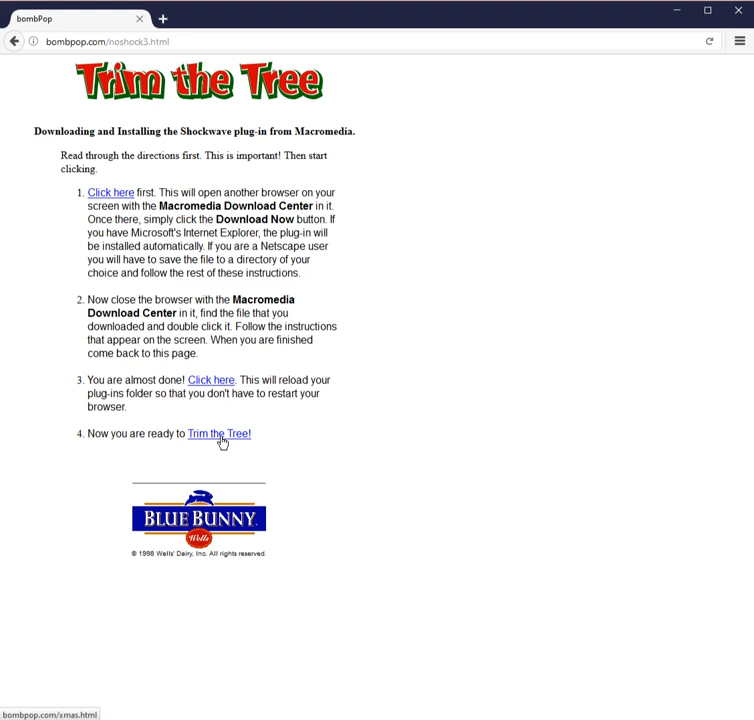 bombPop
bombpop.com/noshock3.html
Trim the Tree
Downloading and Installing the Shockwave plug-in from Macromedia.
Read through the directions first. This is important! Then start
clicking.
1. Click here first. This will open another browser on your
screen with the Macromedia Download Center in it.
Once there, simply click the Download Now button. If
you have Microsoft's Internet Explorer, the plug-in will
be installed automatically. If you are a Netscape user
you will have to save the file to a directory of your
choice and follow the rest of these instructions.
2. Now close the browser with the Macromedia
Download Center in it, find the file that you
downloaded and double click it. Follow the instructions
that appear on the screen. When you are finished
come back to this page.
3. You are almost done! Click here. This will reload your
plug-ins folder so that you don't have to restart your
browser.
4. Now you are ready to Trim the Tree!
BLUE BUNNY.
Wells
© 1998 Wells' Dairy, Inc. All rights reserved.
bombpop.com/xmas.html